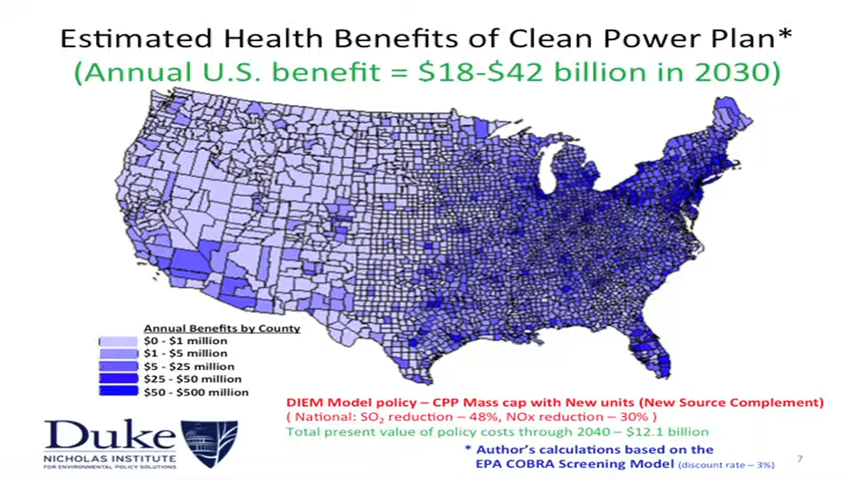 Estimated Health Benefits of Clean Power Plan*
(Annual U.S. benefit = $18-$42 billion in 2030)
Annual Benefits by County
$0 - $1 million
$1 - $5 million
$5 - $25 million
$25 - $50 million
$50 - $500 million
DIEM Model policy – CPP Mass cap with New units (New Source Complement)
( National: SO2 reduction – 48%, NOx reduction – 30% )
Total present value of policy costs through 2040 – $12.1 billion
* Author's calculations based on the
EPA COBRA Screening Model (discount rate – 3%)
7
Duke
NICHOLAS INSTITUTE
FOR ENVIRONMENTAL POLICY SOLUTIONS